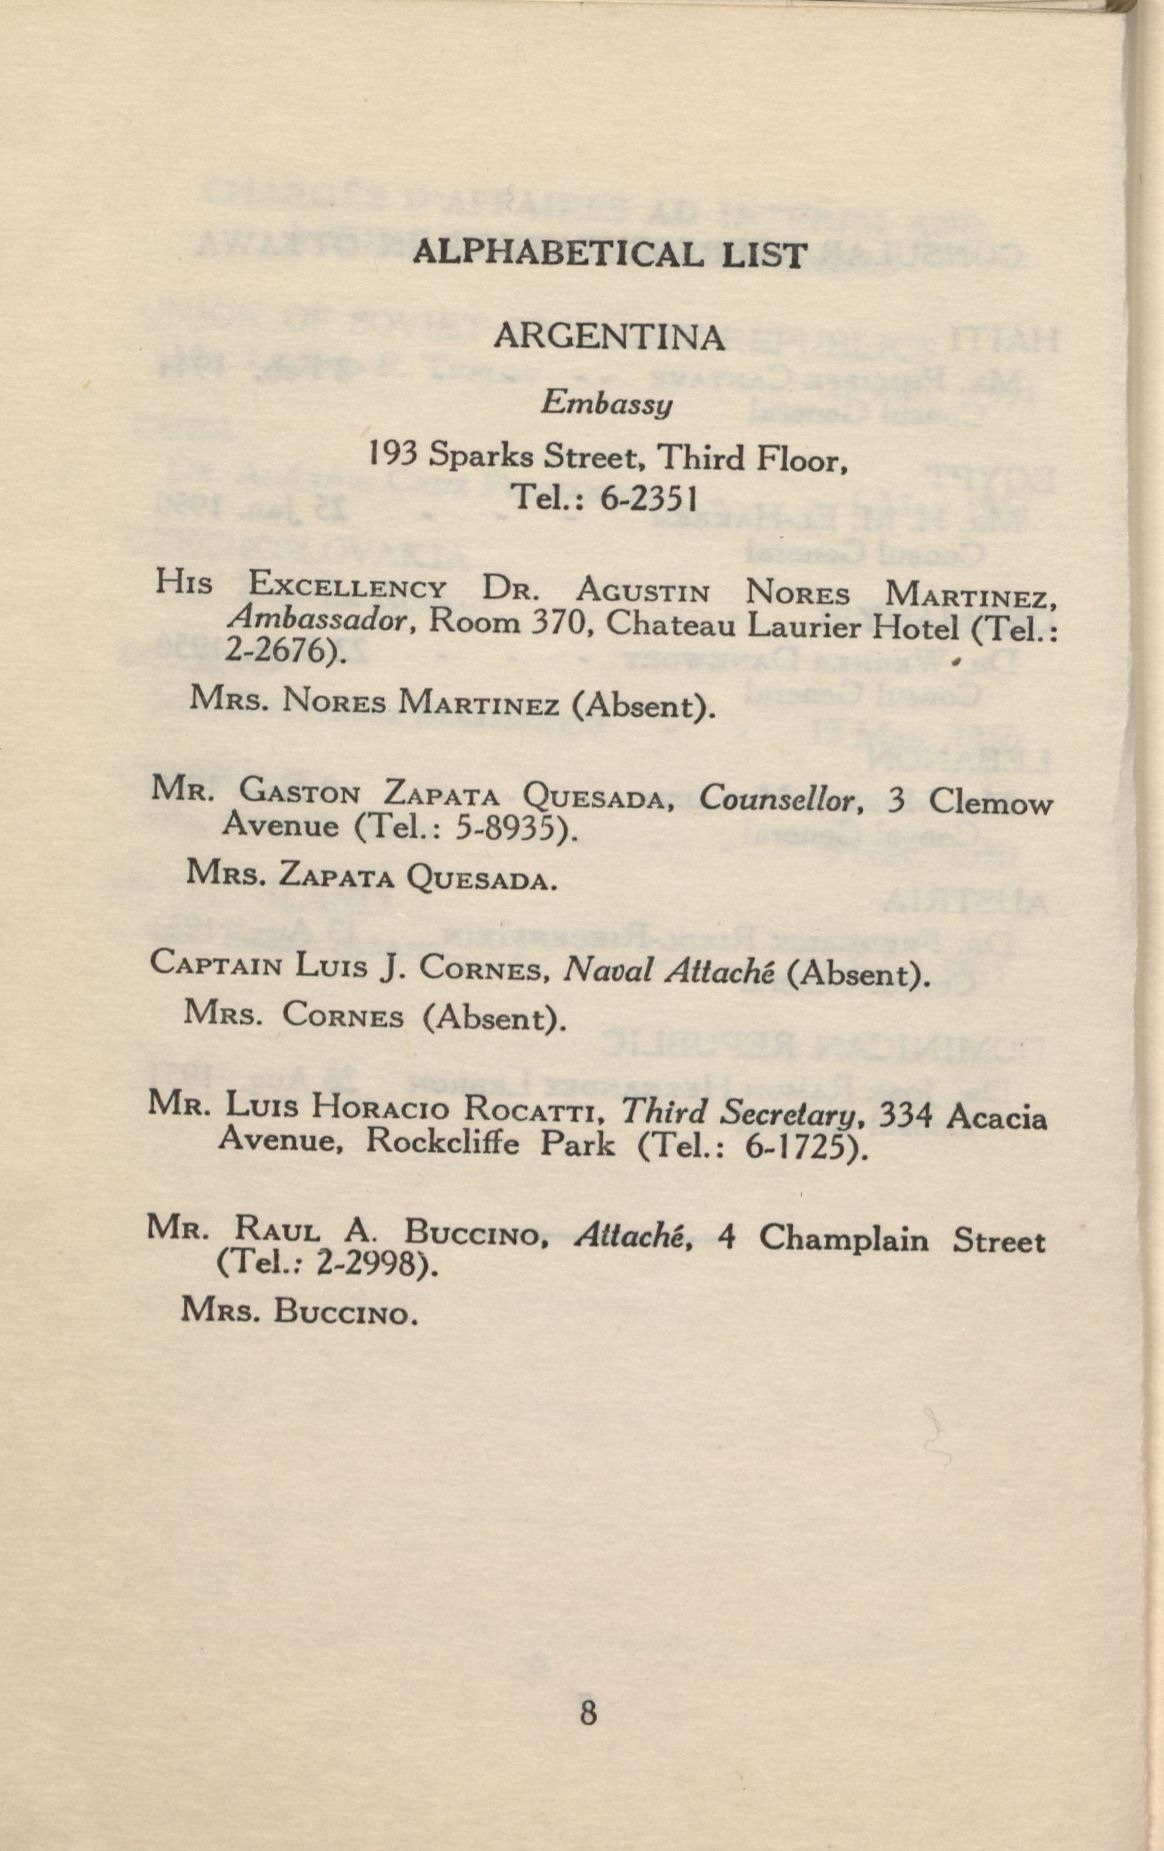 ALPHABETICAL LIST
ARGENTINA
Embassy
193 Sparks Street, Third Floor,
Tel.: 6-2351
His Excellency Dr. Agustin Nores Martinez,
Ambassador, Room 370, Chateau Laurier Hotel (Tel.:
2-2676).
Mrs. Nores Martinez (Absent).
Mr. Gaston Zapata Quesada, Counsellor, 3 Clemow
Avenue (Tel.: 5-8935).
Mrs. Zapata Quesada.
Captain Luis J. Cornes, Naval Attaché (Absent).
Mrs. Cornes (Absent).
Mr. Luis Horacio Rocatti, Third Secretary, 334 Acacia
Avenue, Rockcliffe Park (Tel.: 6-1725).
Mr. Raul A. Buccino, Attaché, 4 Champlain Street
(Tel.: 2-2998).
Mrs. Buccino.
8